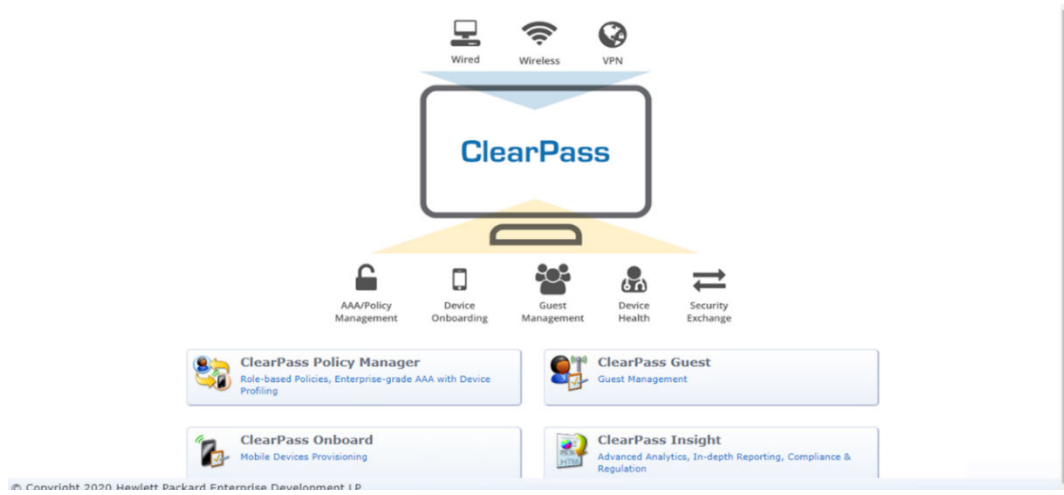 Wired Wireless VPN
ClearPass
AAA/Policy
Management
Device
Onboarding
Guest
Management
Device
Health
Security
Exchange
ClearPass Policy Manager
Role-based Policies, Enterprise-grade AAA with Device
Profiling
ClearPass Guest
Guest Management
ClearPass Onboard
Mobile Devices Provisioning
ClearPass Insight
Advanced Analytics, In-depth Reporting, Compliance &
Regulation
© Copyright 2020 Hewlett Packard Enterprise Development LP